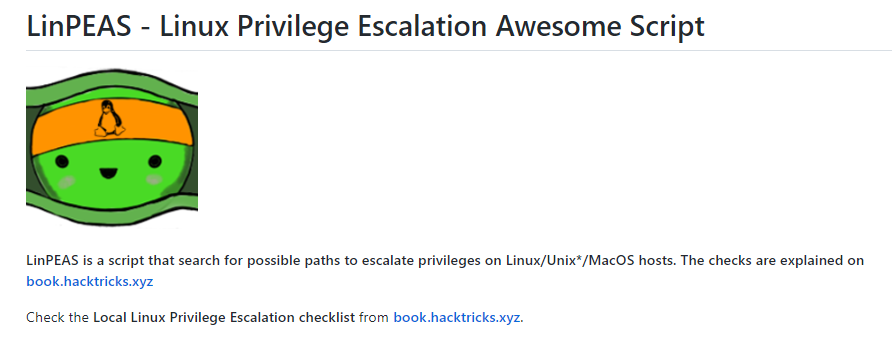 LinPEAS - Linux Privilege Escalation Awesome Script
LinPEAS is a script that search for possible paths to escalate privileges on Linux/Unix*/MacOS hosts. The checks are explained on
book.hacktricks.xyz
Check the Local Linux Privilege Escalation checklist from book.hacktricks.xyz.